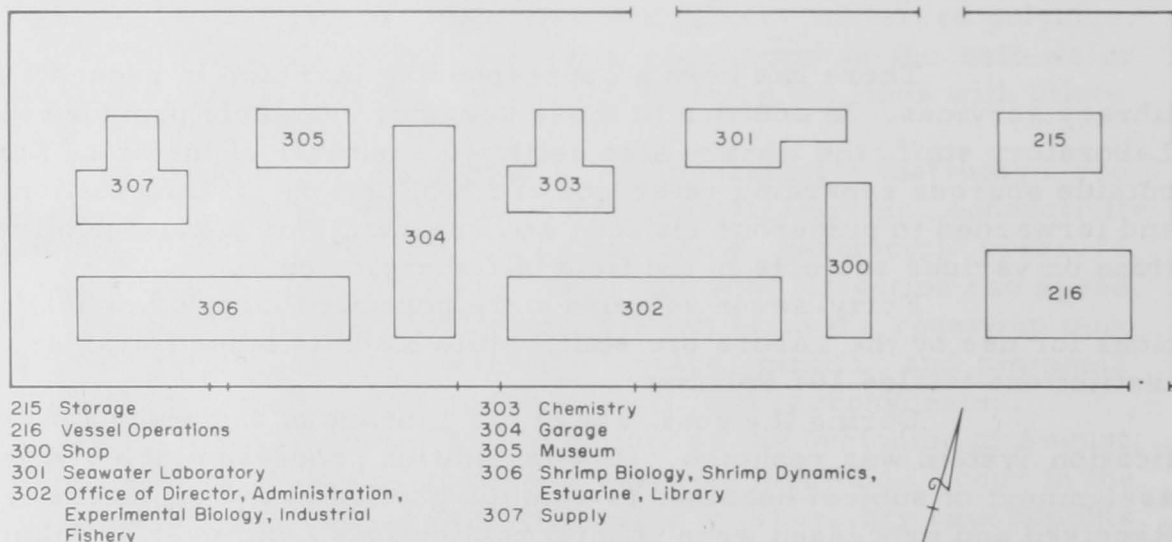 305
301
215
307
303
304
300
306
302
216
215 Storage
216 Vessel Operations
300 Shop
301 Seawater Laboratory
302 Office of Director, Administration,
Experimental Biology, Industrial
Fishery
303 Chemistry
304 Garage
305 Museum
306 Shrimp Biology, Shrimp Dynamics,
Estuarine, Library
307 Supply
N